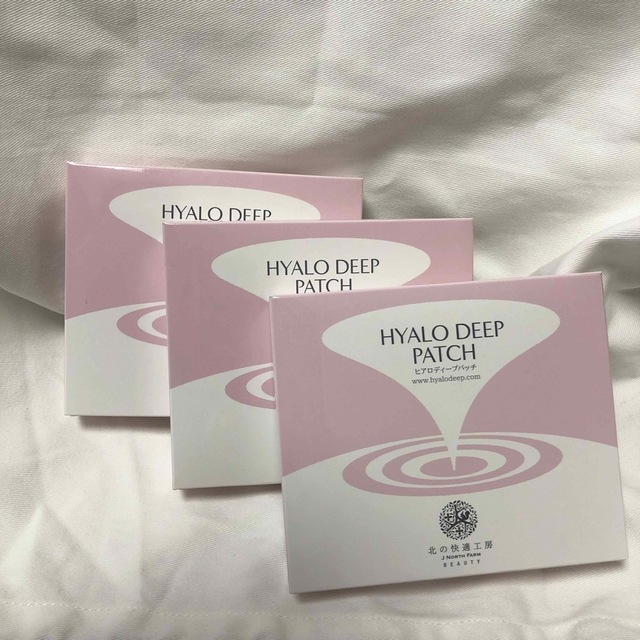 HYALO DEEP
HYALO DEEP
PATCH
HYALO DEEP
PATCH
ヒアロディープパッチ
www.hyalodeep.com
北の快適工房
J NORTH FARM
BEAUTY